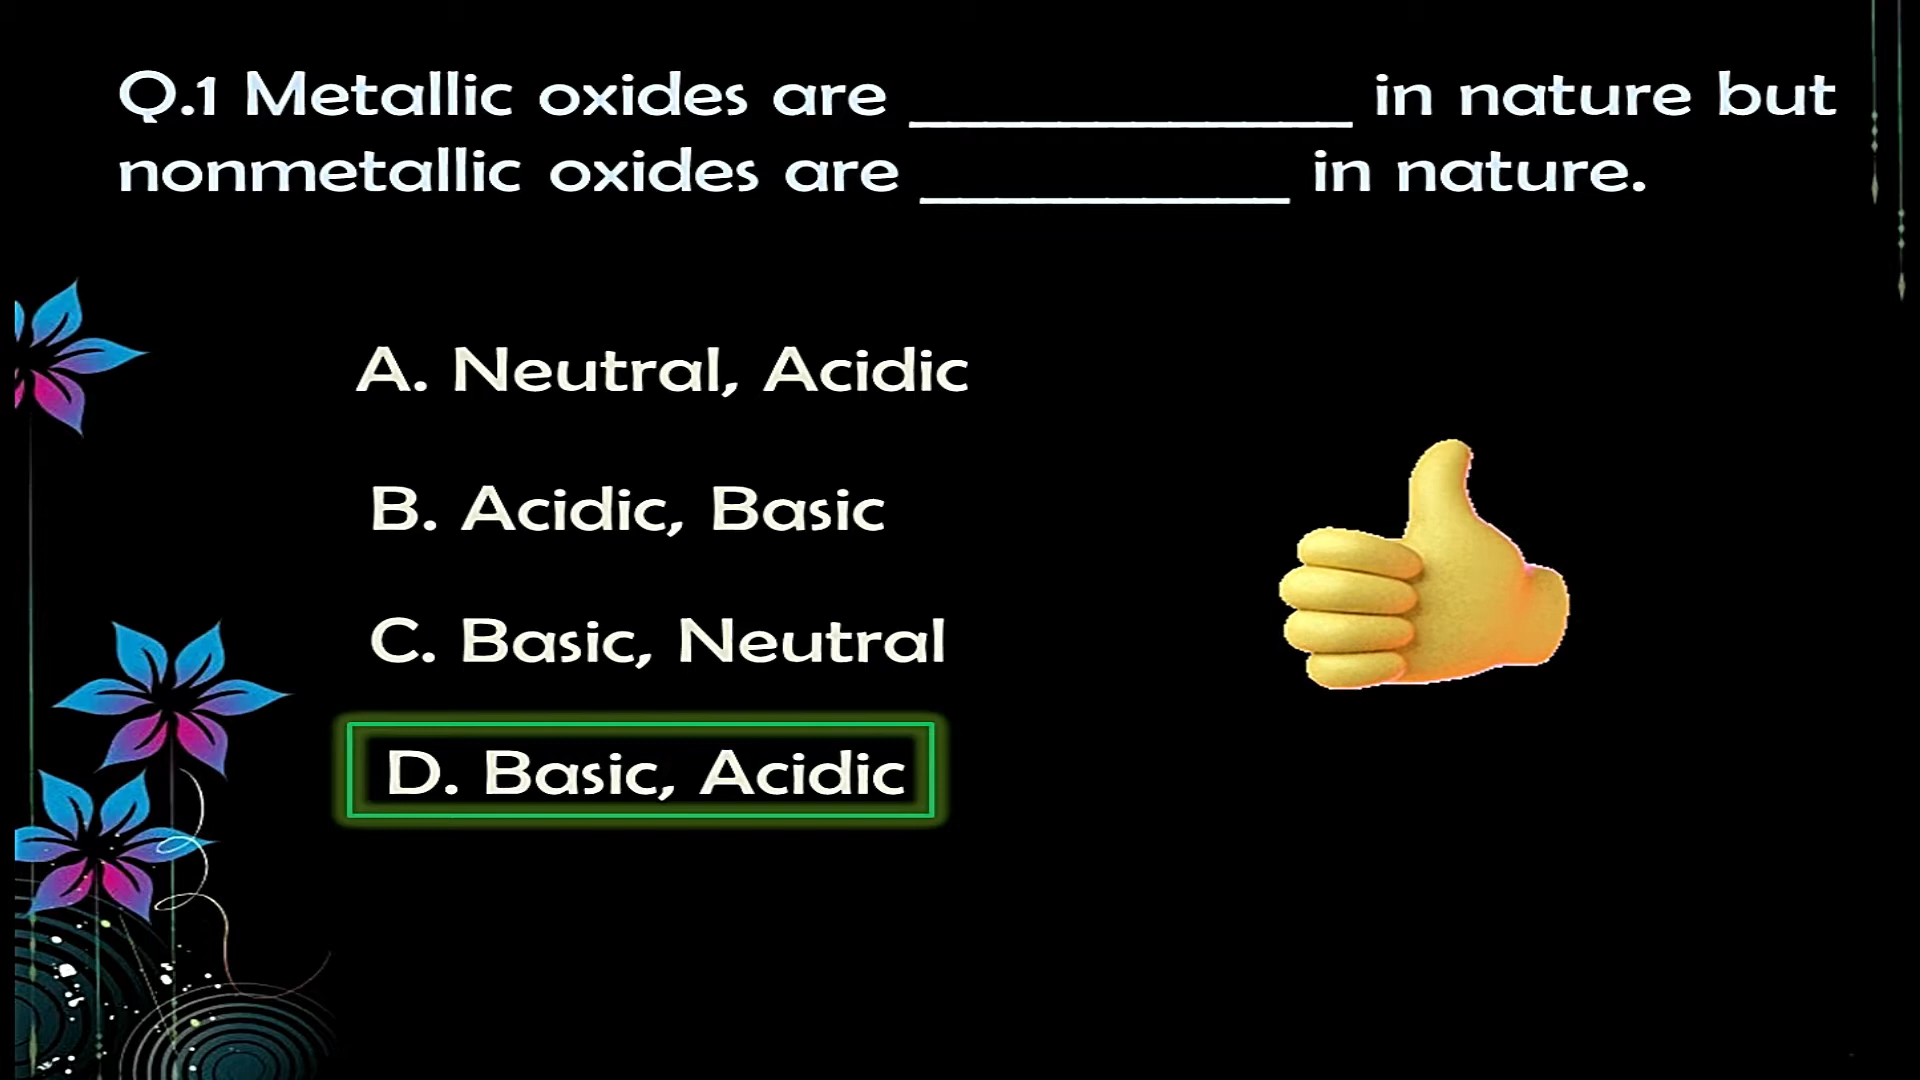 Q.1 Metallic oxides are ______________ in nature but
nonmetallic oxides are ____________ in nature.
A. Neutral, Acidic
B. Acidic, Basic
C. Basic, Neutral
D. Basic, Acidic